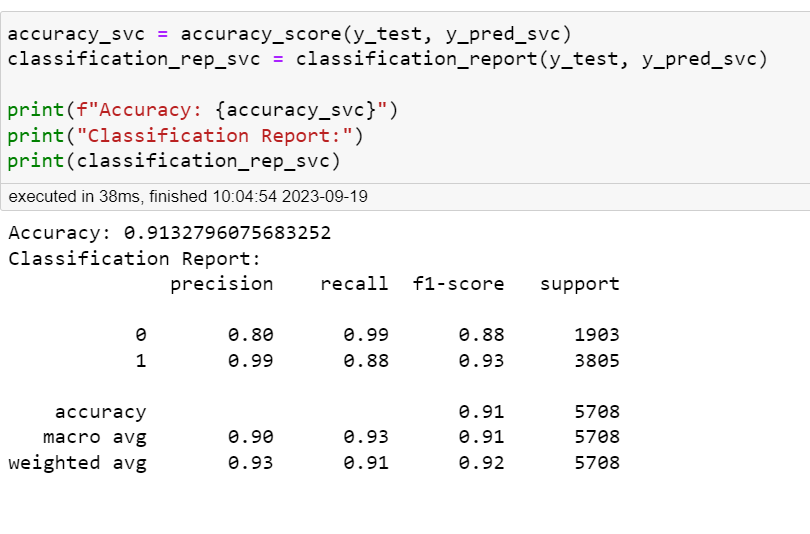 accuracy_svc = accuracy_score(y_test, y_pred_svc)
classification_rep_svc = classification_report(y_test, y_pred_svc)
print(f"Accuracy: {accuracy_svc}")
print("Classification Report:")
print(classification_rep_svc)
executed in 38ms, finished 10:04:54 2023-09-19
Accuracy: 0.9132796075683252
Classification Report:
precision recall f1-score support
0 0.80 0.99 0.88 1903
1 0.99 0.88 0.93 3805
accuracy 0.91 5708
macro avg 0.90 0.93 0.91 5708
weighted avg 0.93 0.91 0.92 5708